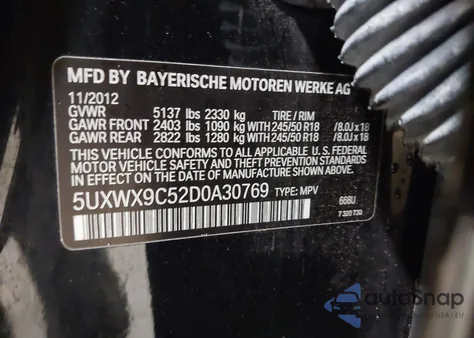 MFD BY BAYERISCHE MOTOREN WERKE AG
11/2012
GVWR 5137 lbs 2330 kg TIRE / RIM
GAWR FRONT 2403 lbs 1090 kg WITH 245/50 R18 /8.0J x 18
GAWR REAR 2822 lbs 1280 kg WITH 245/50 R18 /8.0J x 18
THIS VEHICLE CONFORMS TO ALL APPLICABLE U.S. FEDERAL
MOTOR VEHICLE SAFETY, BUMPER, AND THEFT PREVENTION
STANDARDS IN EFFECT ON THE DATE OF MANUFACTURE SHOWN ABOVE.
5UXWX9C52D0A30769 TYPE: MPV
668U
7 320 730
autosnap